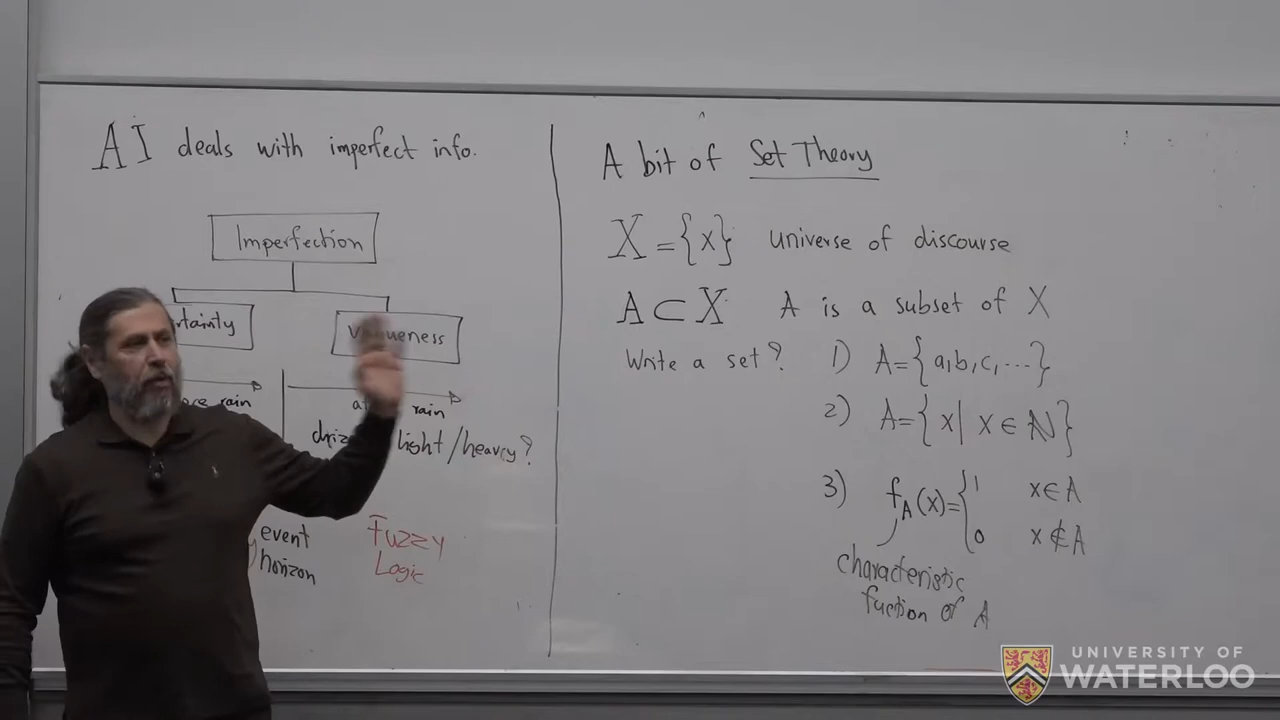 AI deals with imperfect info.
Imperfection
rtainty
Vagueness
rain
rain
light/heavy?
event
horizon
Fuzzy
Logic
A bit of Set Theory
X = {x} universe of discourse
A ⊂ X A is a subset of X
Write a set? 1) A = {a,b,c,...}
2) A = {x | x ∈ ℕ}
3) f_A(x) = { 1 x ∈ A
0 x ∉ A
characteristic
fuction of A
UNIVERSITY OF
WATERLOO